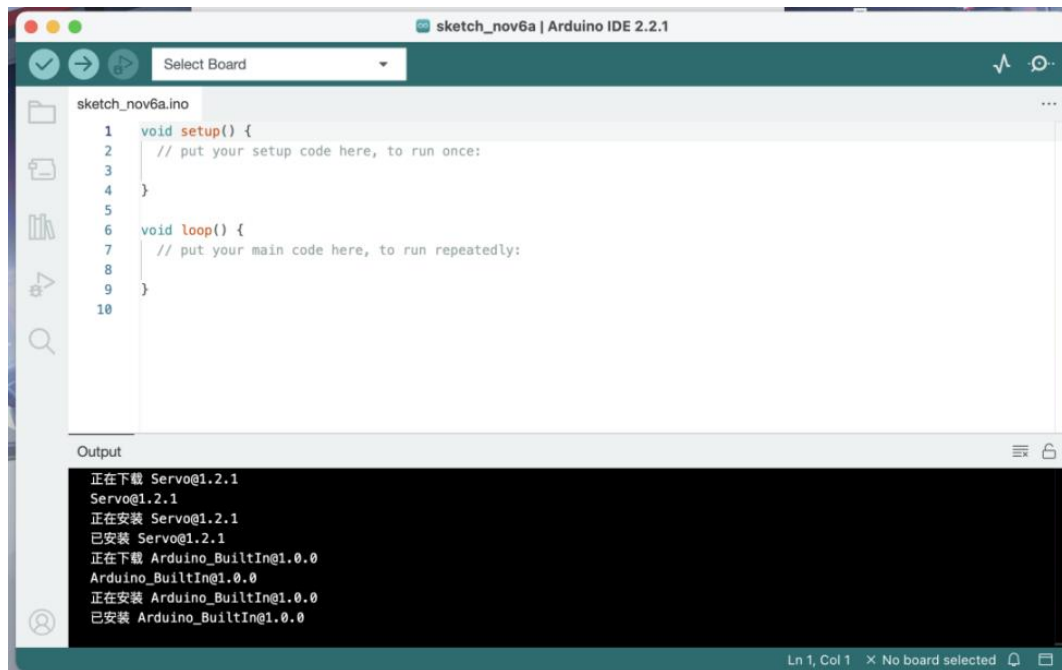 sketch_nov6a | Arduino IDE 2.2.1
Select Board
sketch_nov6a.ino
...
1 void setup() {
2 // put your setup code here, to run once:
3
4 }
5
6 void loop() {
7 // put your main code here, to run repeatedly:
8
9 }
10
Output
正在下载 Servo@1.2.1
Servo@1.2.1
正在安装 Servo@1.2.1
已安装 Servo@1.2.1
正在下载 Arduino_BuiltIn@1.0.0
Arduino_BuiltIn@1.0.0
正在安装 Arduino_BuiltIn@1.0.0
已安装 Arduino_BuiltIn@1.0.0
Ln 1, Col 1 × No board selected